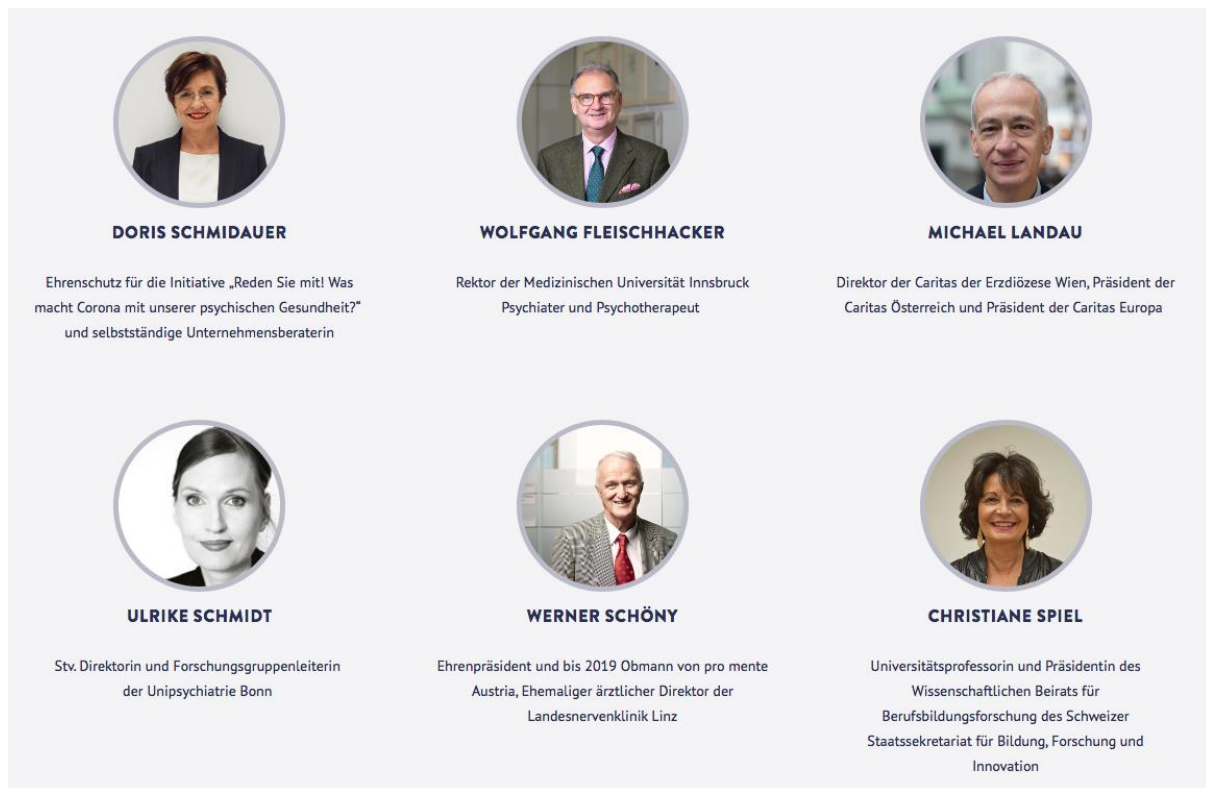 DORIS SCHMIDAUER
Ehrenschutz für die Initiative „Reden Sie mit! Was
macht Corona mit unserer psychischen Gesundheit?“
und selbstständige Unternehmensberaterin
WOLFGANG FLEISCHHACKER
Rektor der Medizinischen Universität Innsbruck
Psychiater und Psychotherapeut
MICHAEL LANDAU
Direktor der Caritas der Erzdiözese Wien, Präsident der
Caritas Österreich und Präsident der Caritas Europa
ULRIKE SCHMIDT
Stv. Direktorin und Forschungsgruppenleiterin
der Unipsychiatrie Bonn
WERNER SCHÖNY
Ehrenpräsident und bis 2019 Obmann von pro mente
Austria, Ehemaliger ärztlicher Direktor der
Landesnervenklinik Linz
CHRISTIANE SPIEL
Universitätsprofessorin und Präsidentin des
Wissenschaftlichen Beirats für
Berufsbildungsforschung des Schweizer
Staatssekretariat für Bildung, Forschung und
Innovation